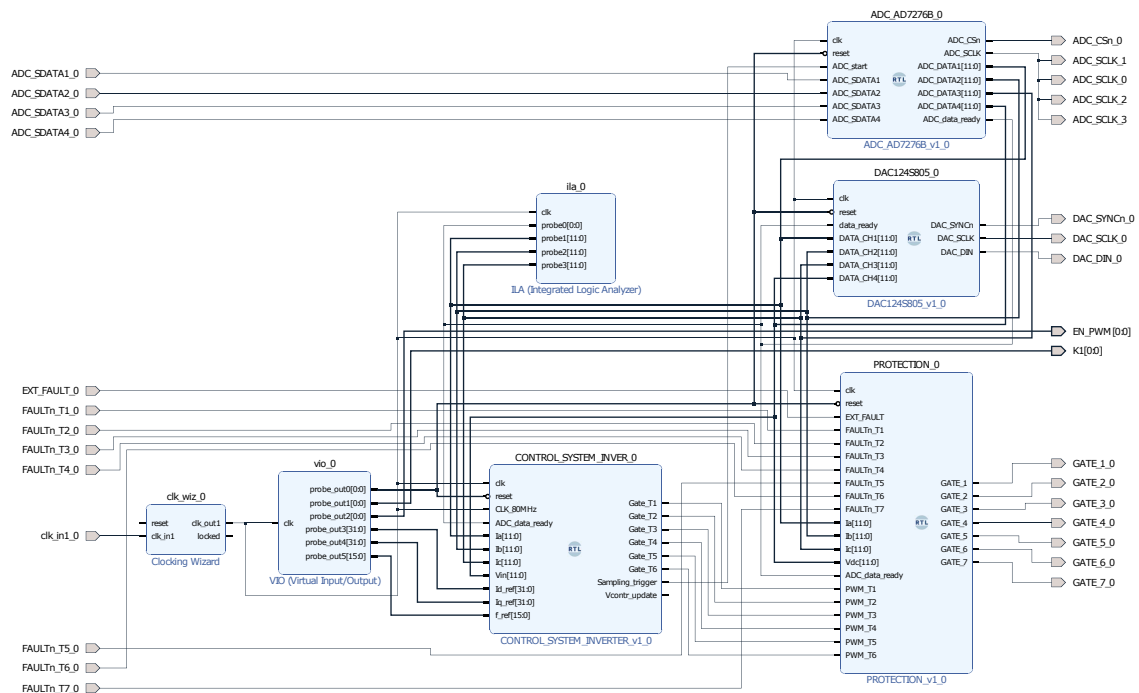 ADC_AD7276B_0
clk
reset
ADC_start
ADC_SDATA1
ADC_SDATA2
ADC_SDATA3
ADC_SDATA4
ADC_CSn
ADC_SCLK
ADC_DATA1[11:0]
ADC_DATA2[11:0]
ADC_DATA3[11:0]
ADC_DATA4[11:0]
ADC_data_ready
RTL
ADC_AD7276B_v1_0
ADC_CSn_0
ADC_SCLK_1
ADC_SCLK_0
ADC_SCLK_2
ADC_SCLK_3
ADC_SDATA1_0
ADC_SDATA2_0
ADC_SDATA3_0
ADC_SDATA4_0
DAC124S805_0
clk
reset
data_ready
DATA_CH1[11:0]
DATA_CH2[11:0]
DATA_CH3[11:0]
DATA_CH4[11:0]
DAC_SYNCn
DAC_SCLK
DAC_DIN
RTL
DAC124S805_v1_0
DAC_SYNCn_0
DAC_SCLK_0
DAC_DIN_0
ila_0
clk
probe0[0:0]
probe1[11:0]
probe2[11:0]
probe3[11:0]
ILA (Integrated Logic Analyzer)
EN_PWM[0:0]
K1[0:0]
EXT_FAULT_0
FAULTn_T1_0
FAULTn_T2_0
FAULTn_T3_0
FAULTn_T4_0
PROTECTION_0
clk
reset
EXT_FAULT
FAULTn_T1
FAULTn_T2
FAULTn_T3
FAULTn_T4
FAULTn_T5
FAULTn_T6
FAULTn_T7
Ia[11:0]
Ib[11:0]
Ic[11:0]
Vdc[11:0]
ADC_data_ready
PWM_T1
PWM_T2
PWM_T3
PWM_T4
PWM_T5
PWM_T6
GATE_1
GATE_2
GATE_3
GATE_4
GATE_5
GATE_6
GATE_7
RTL
PROTECTION_v1_0
GATE_1_0
GATE_2_0
GATE_3_0
GATE_4_0
GATE_5_0
GATE_6_0
GATE_7_0
clk_wiz_0
reset
clk_in1
clk_out1
locked
Clocking Wizard
clk_in1_0
vio_0
clk
probe_out0[0:0]
probe_out1[0:0]
probe_out2[0:0]
probe_out3[31:0]
probe_out4[31:0]
probe_out5[15:0]
VIO (Virtual Input/Output)
CONTROL_SYSTEM_INVER_0
clk
reset
CLK_80MHz
ADC_data_ready
Ia[11:0]
Ib[11:0]
Ic[11:0]
Vin[11:0]
Id_ref[31:0]
Iq_ref[31:0]
f_ref[15:0]
Gate_T1
Gate_T2
Gate_T3
Gate_T4
Gate_T5
Gate_T6
Sampling_trigger
Vcontr_update
RTL
CONTROL_SYSTEM_INVERTER_v1_0
FAULTn_T5_0
FAULTn_T6_0
FAULTn_T7_0